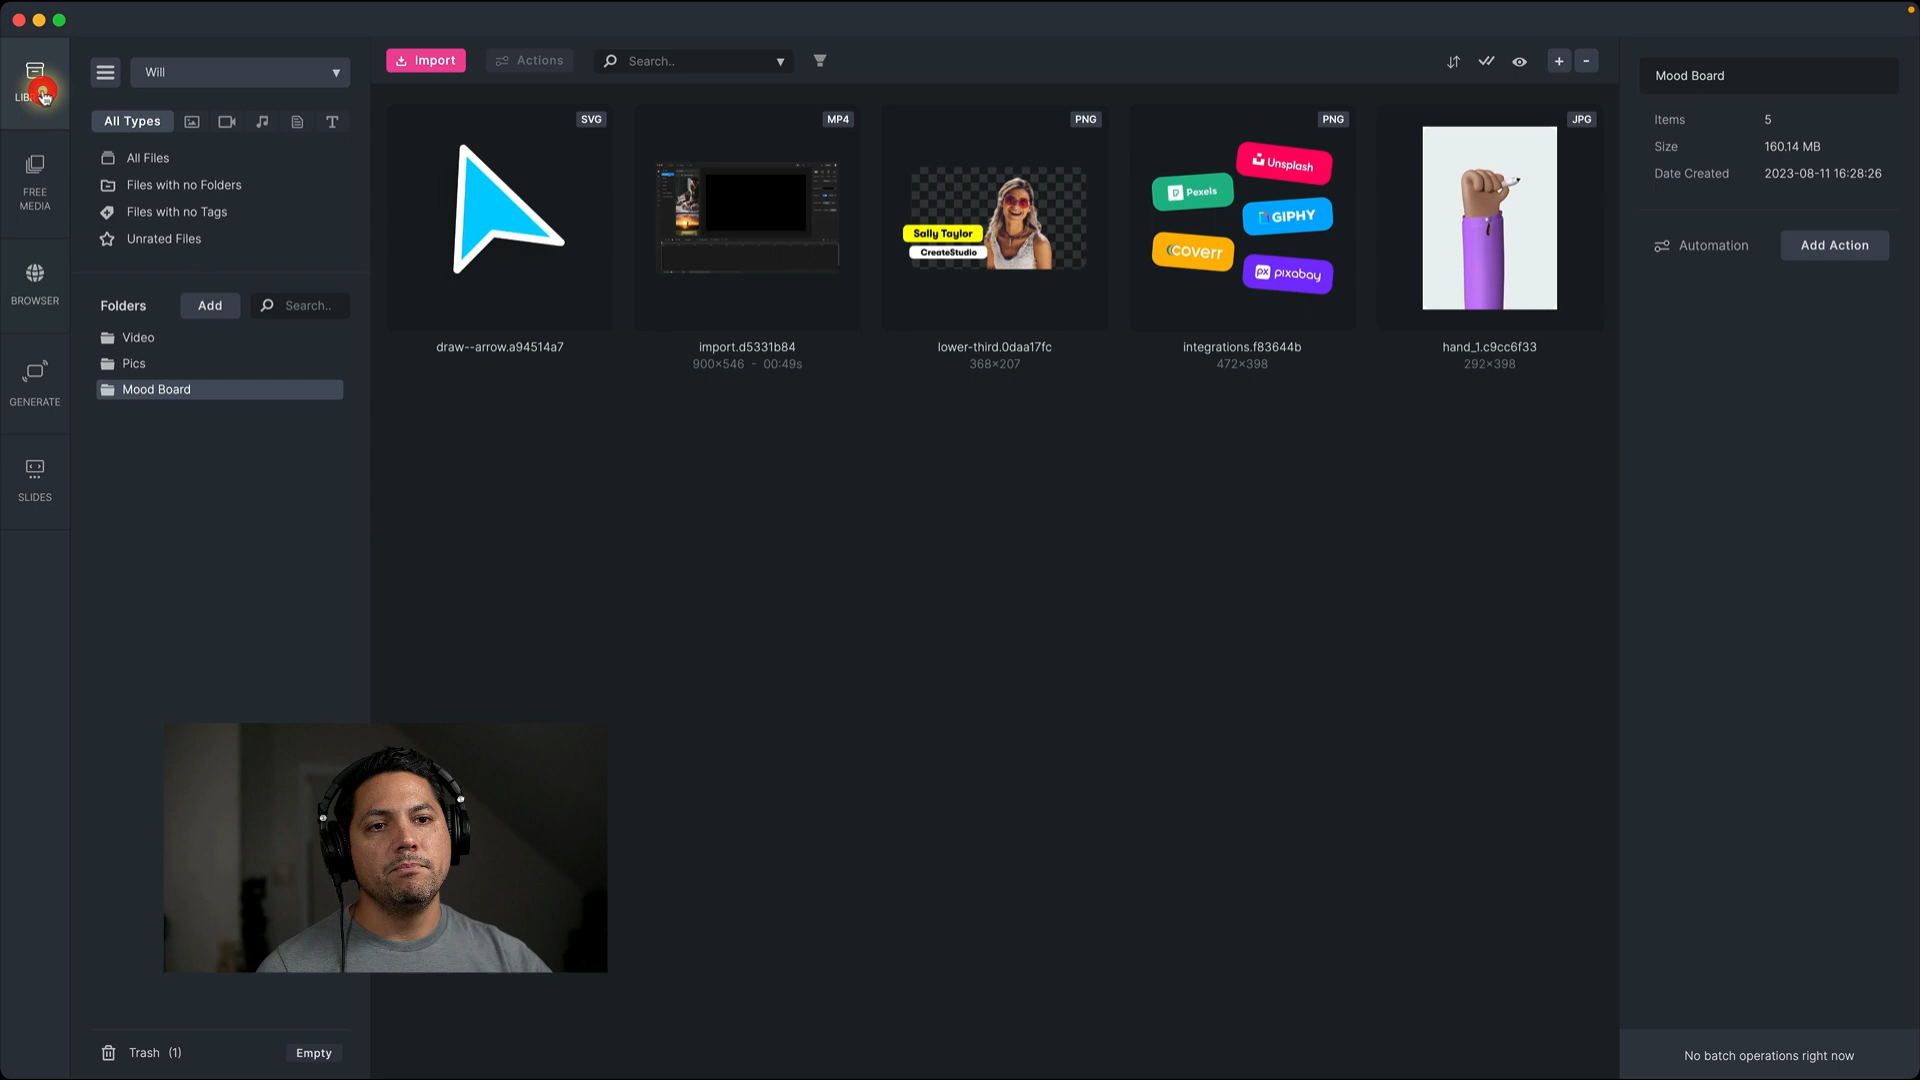 LIB
FREE
MEDIA
BROWSER
GENERATE
SLIDES
Will
All Types
All Files
Files with no Folders
Files with no Tags
Unrated Files
Folders
Add
Search..
Video
Pics
Mood Board
Trash (1)
Empty
Import
Actions
Search..
+
-
SVG
draw--arrow.a94514a7
MP4
import.d5331b84
900×546 - 00:49s
PNG
Sally Taylor
CreateStudio
lower-third.0daa17fc
368×207
PNG
Unsplash
Pexels
GIPHY
coverr
px pixabay
integrations.f83644b
472×398
JPG
hand_1.c9cc6f33
292×398
Mood Board
Items 5
Size 160.14 MB
Date Created 2023-08-11 16:28:26
Automation
Add Action
No batch operations right now